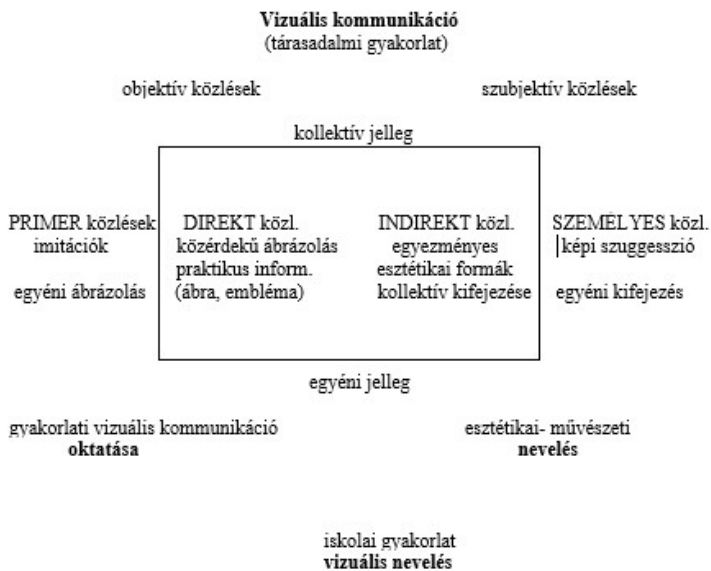 Vizuális kommunikáció
(tárasadalmi gyakorlat)
objektív közlések
szubjektív közlések
kollektív jelleg
PRIMER közlések
imitációk
egyéni ábrázolás
DIREKT közl.
közérdekű ábrázolás
praktikus inform.
(ábra, embléma)
INDIREKT közl.
egyezményes
esztétikai formák
kollektív kifejezése
SZEMÉLYES közl.
képi szuggesszió
egyéni kifejezés
egyéni jelleg
gyakorlati vizuális kommunikáció
oktatása
esztétikai- művészeti
nevelés
iskolai gyakorlat
vizuális nevelés